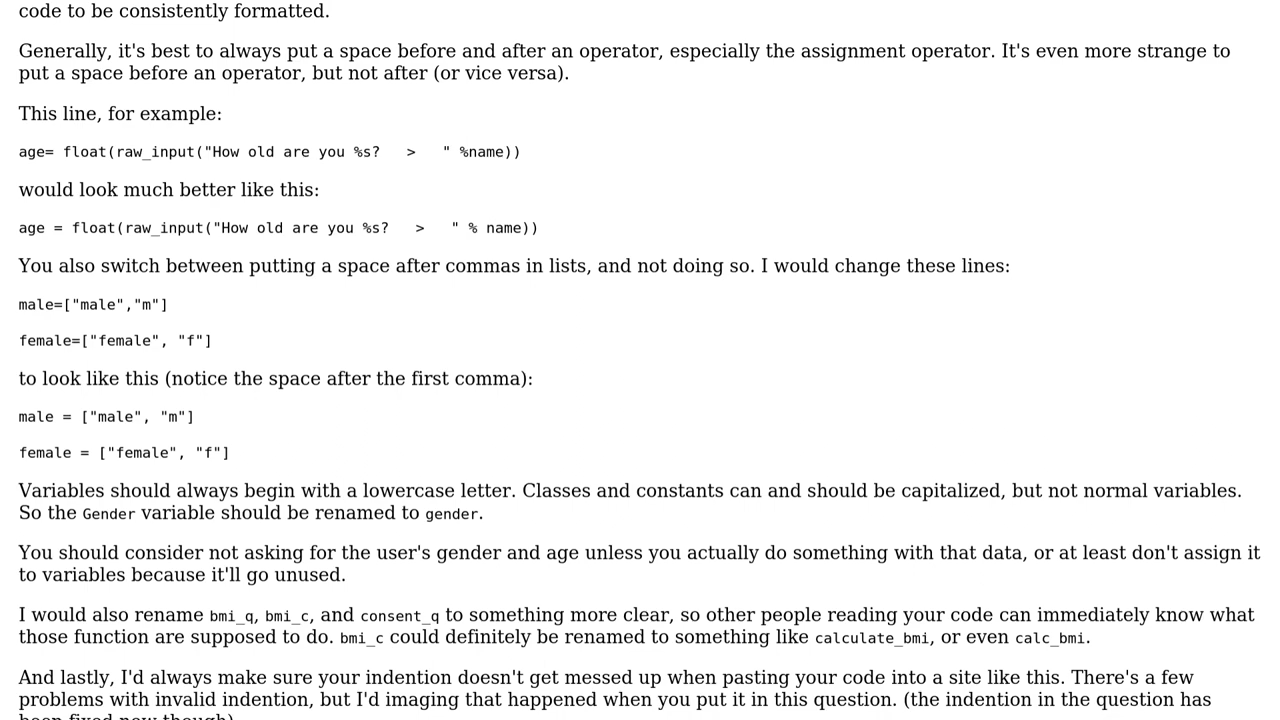 code to be consistently formatted.
Generally, it's best to always put a space before and after an operator, especially the assignment operator. It's even more strange to
put a space before an operator, but not after (or vice versa).
This line, for example:
age= float(raw_input("How old are you %s?   >   " %name))
would look much better like this:
age = float(raw_input("How old are you %s?   >   " % name))
You also switch between putting a space after commas in lists, and not doing so. I would change these lines:
male=["male","m"]
female=["female", "f"]
to look like this (notice the space after the first comma):
male = ["male", "m"]
female = ["female", "f"]
Variables should always begin with a lowercase letter. Classes and constants can and should be capitalized, but not normal variables.
So the Gender variable should be renamed to gender.
You should consider not asking for the user's gender and age unless you actually do something with that data, or at least don't assign it
to variables because it'll go unused.
I would also rename bmi_q, bmi_c, and consent_q to something more clear, so other people reading your code can immediately know what
those function are supposed to do. bmi_c could definitely be renamed to something like calculate_bmi, or even calc_bmi.
And lastly, I'd always make sure your indention doesn't get messed up when pasting your code into a site like this. There's a few
problems with invalid indention, but I'd imaging that happened when you put it in this question. (the indention in the question has
been fixed now though)